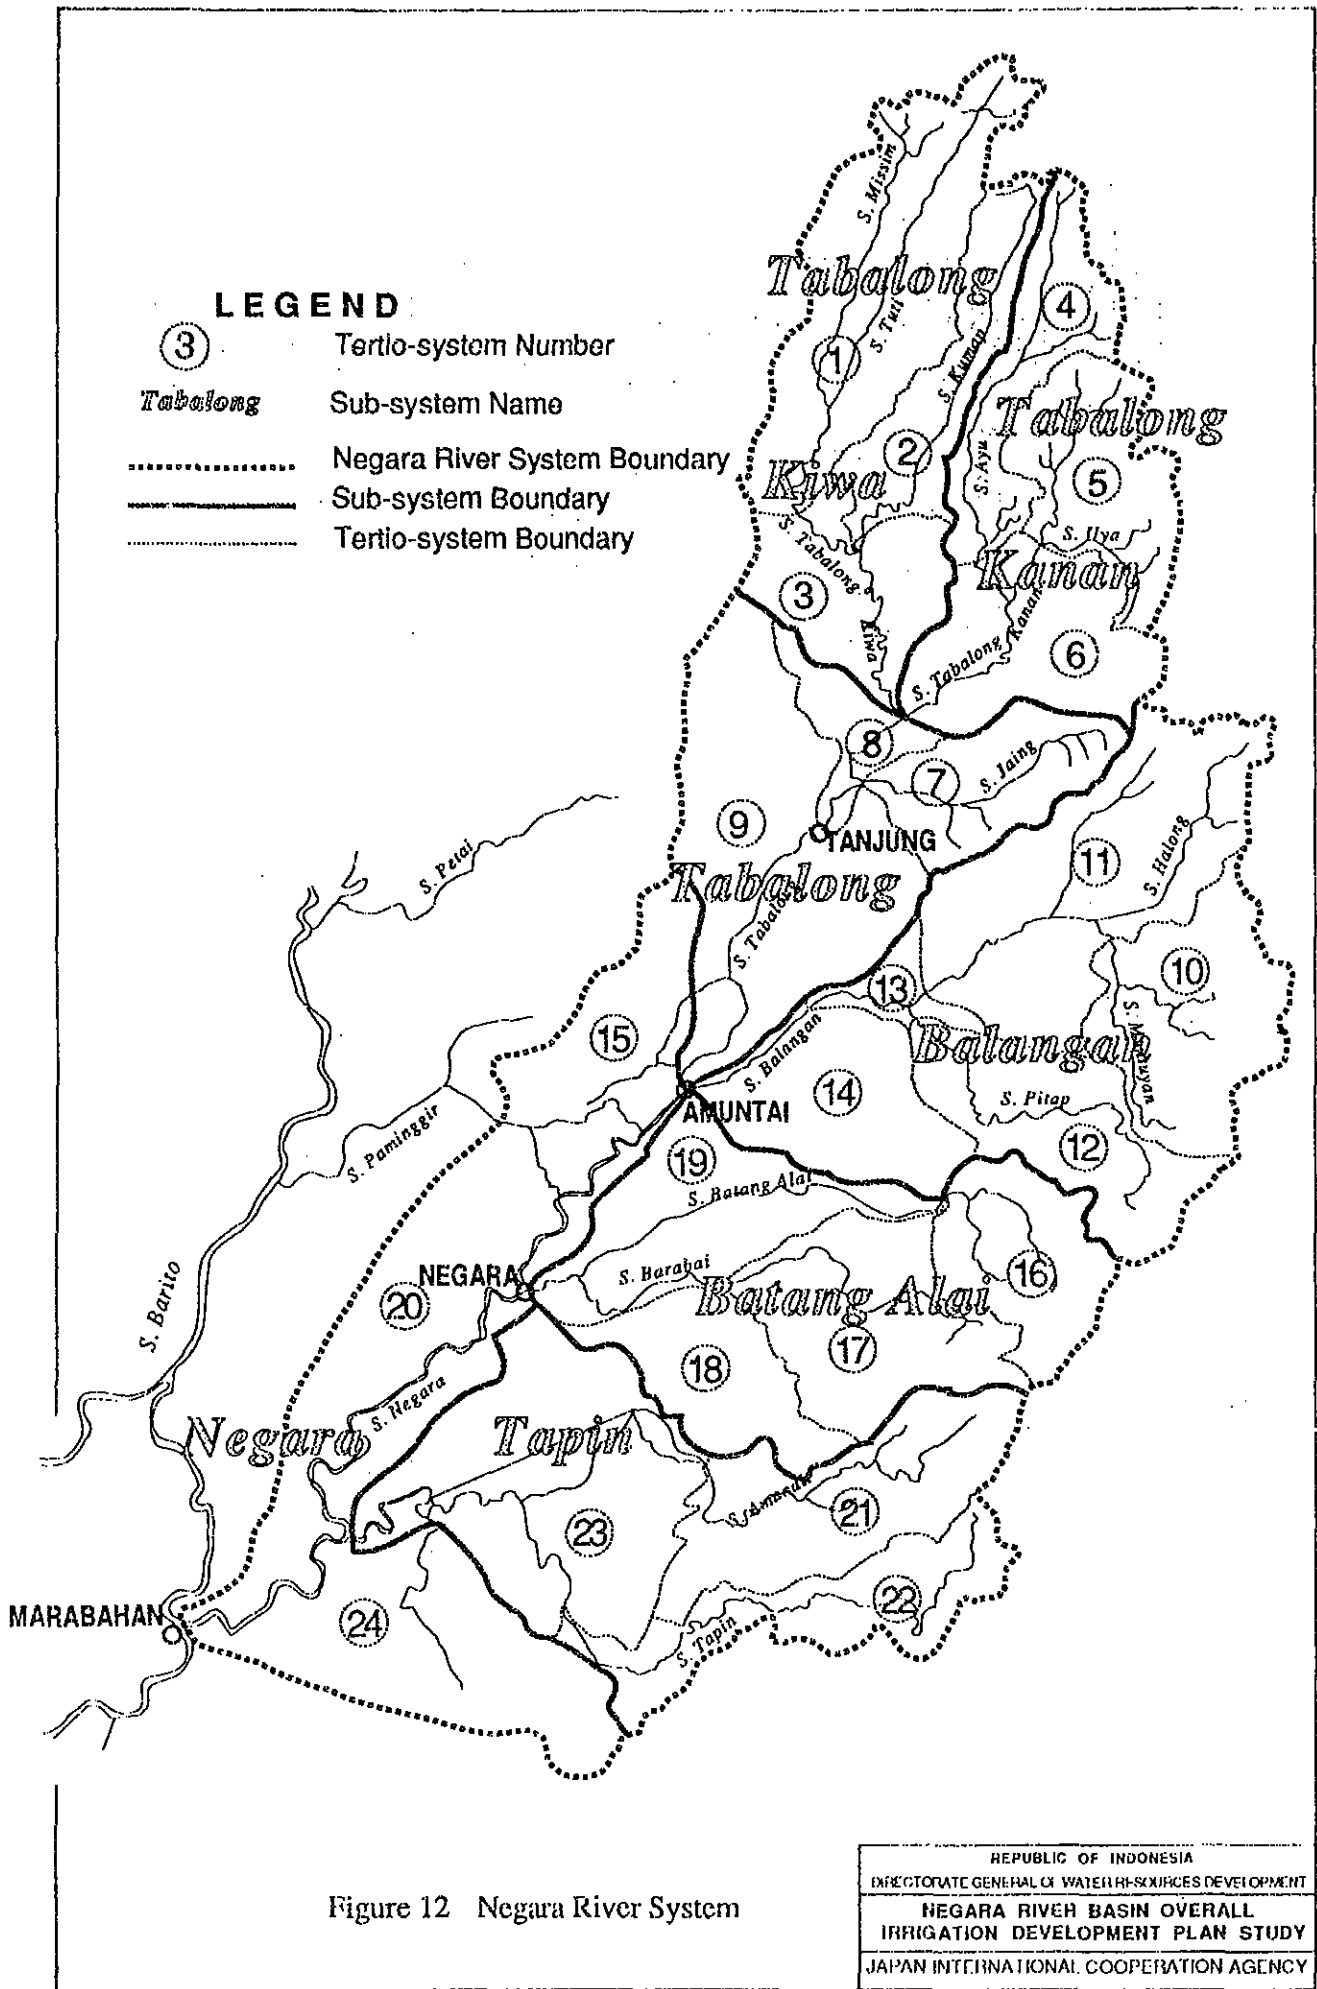 LEGEND
3 Tertio-system Number
Tabalong Sub-system Name
Negara River System Boundary
Sub-system Boundary
Tertio-system Boundary
S. Missim
Tabalong
4
S. Tuli
1
S. Kuman
Tabalong
2
S. Ayu
Kiwa
5
S. Tabalong
S. Ilya
Kanan
3
Kanan
Kiwa
6
S. Tabalong
8
7
S. Jaing
9
TANJUNG
11
S. Halong
S. Petai
Tabalong
S. Tabalong
10
13
15
S. Balangan
Balangan
14
S. Pitap
AMUNTAI
S. Paminggir
12
19
S. Batang Alai
S. Barabai
NEGARA
16
S. Barito
20
Batang Alai
17
18
S. Negara
Negara
Tapin
21
23
22
24
MARABAHAN
S. Tapin
Figure 12 Negara River System
REPUBLIC OF INDONESIA
DIRECTORATE GENERAL OF WATER RESOURCES DEVELOPMENT
NEGARA RIVER BASIN OVERALL
IRRIGATION DEVELOPMENT PLAN STUDY
JAPAN INTERNATIONAL COOPERATION AGENCY